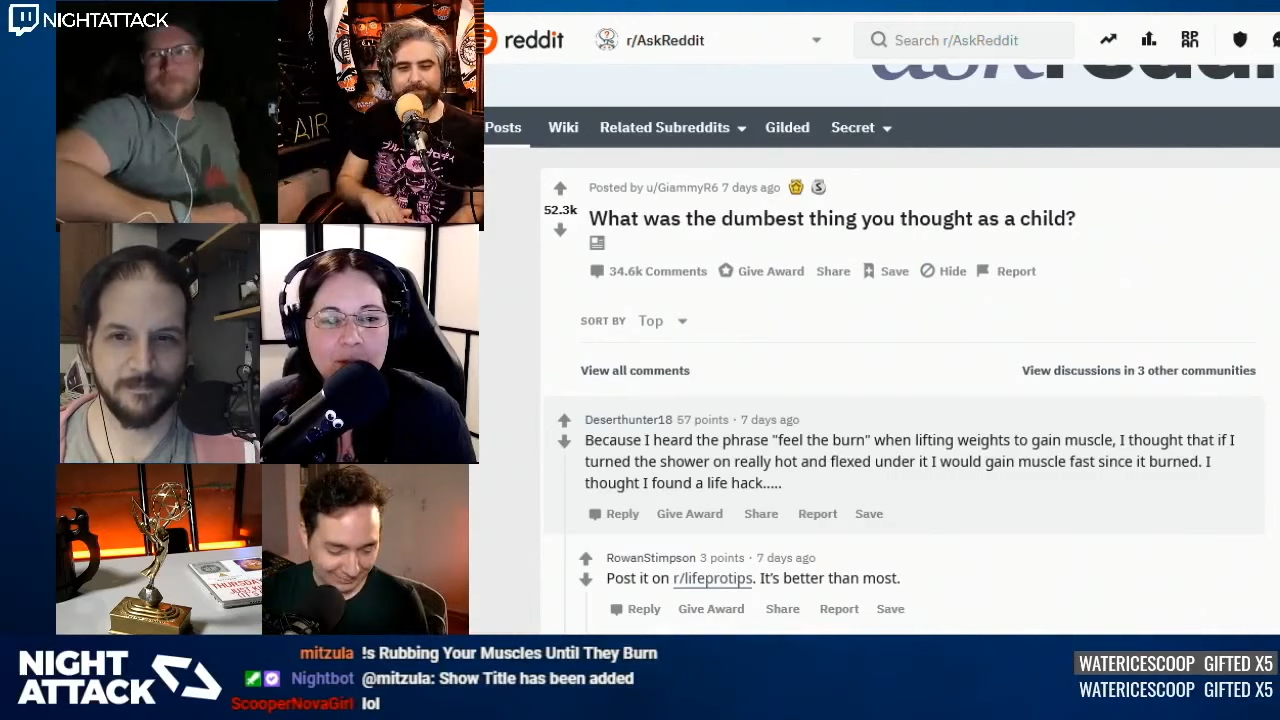 NIGHTATTACK
reddit
r/AskReddit
Search r/AskReddit
askreddit
AIR
Posts Wiki Related Subreddits Gilded Secret
Posted by u/GiammyR6 7 days ago
52.3k
What was the dumbest thing you thought as a child?
34.6k Comments Give Award Share Save Hide Report
SORT BY Top
View all comments
View discussions in 3 other communities
Deserthunter18 57 points · 7 days ago
Because I heard the phrase "feel the burn" when lifting weights to gain muscle, I thought that if I
turned the shower on really hot and flexed under it I would gain muscle fast since it burned. I
thought I found a life hack.....
Reply Give Award Share Report Save
RowanStimpson 3 points · 7 days ago
Post it on r/lifeprotips. It's better than most.
Reply Give Award Share Report Save
NIGHT
ATTACK
mitzula !s Rubbing Your Muscles Until They Burn
Nightbot @mitzula: Show Title has been added
ScooperNovaGirl lol
WATERICESCOOP GIFTED X5
WATERICESCOOP GIFTED X5